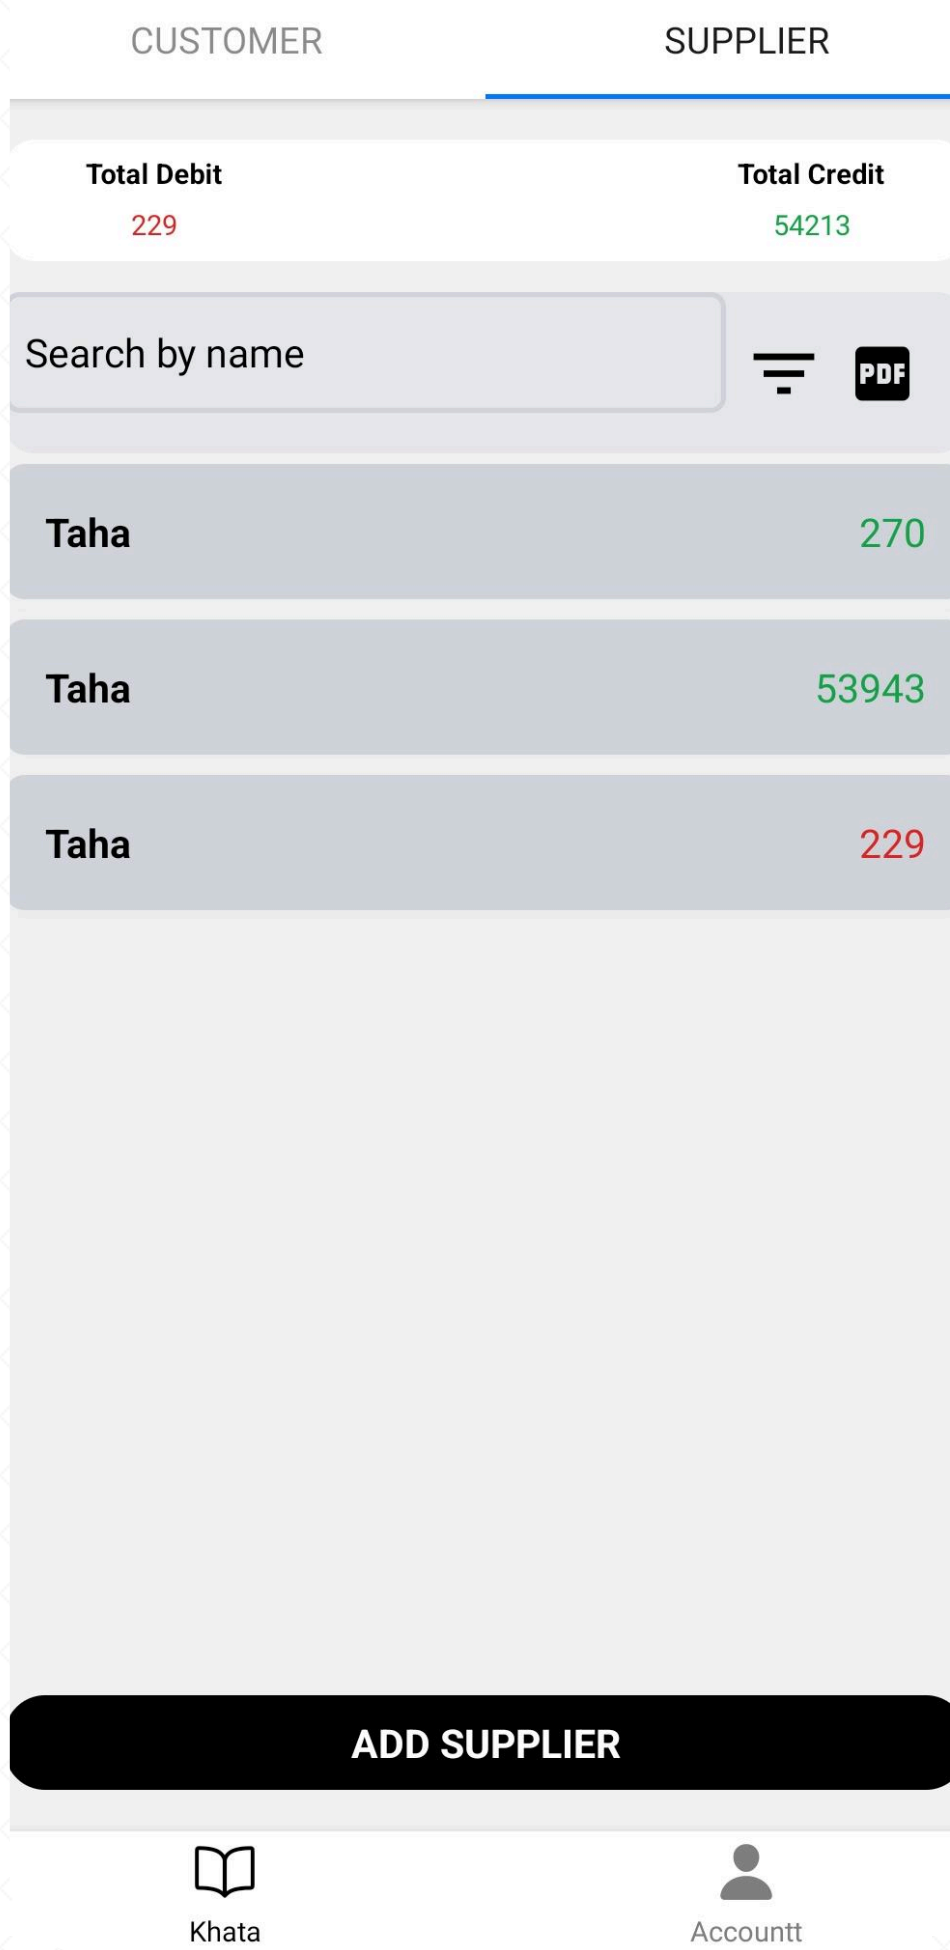 CUSTOMER SUPPLIER
Total Debit Total Credit
229 54213
Search by name PDF
Taha 270
Taha 53943
Taha 229
ADD SUPPLIER
Khata Accountt